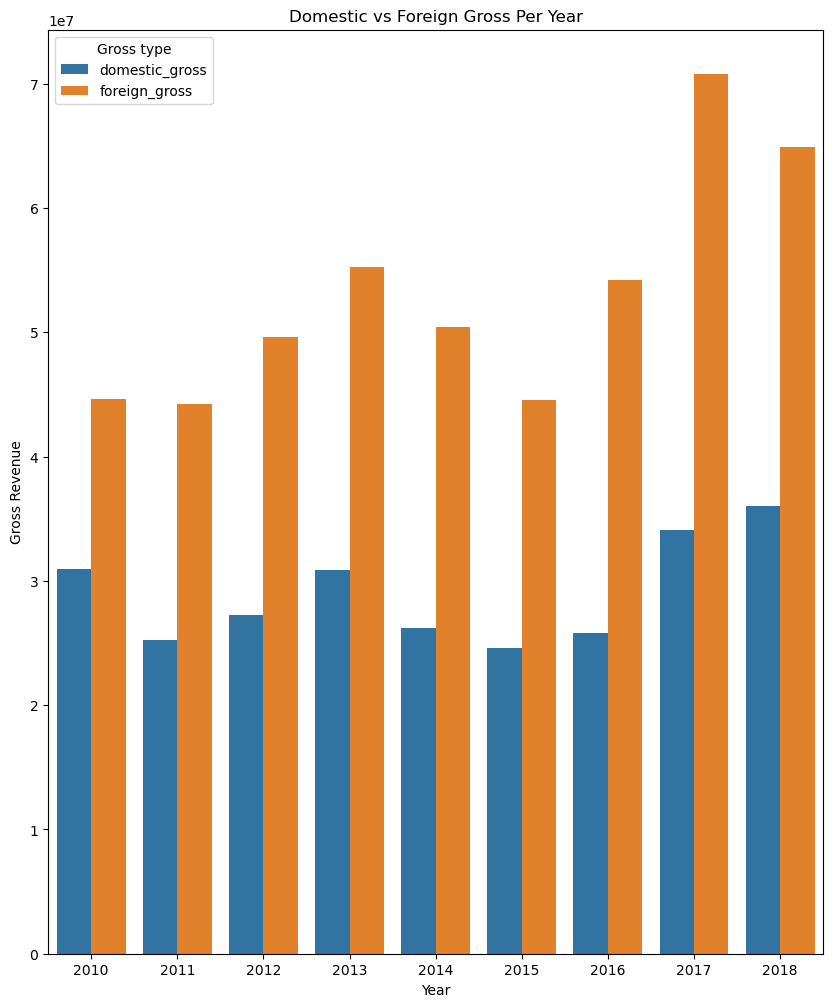 Domestic vs Foreign Gross Per Year
1e7
Gross type
domestic_gross
foreign_gross
7
6
5
4
3
2
1
0
Gross Revenue
2010 2011 2012 2013 2014 2015 2016 2017 2018
Year